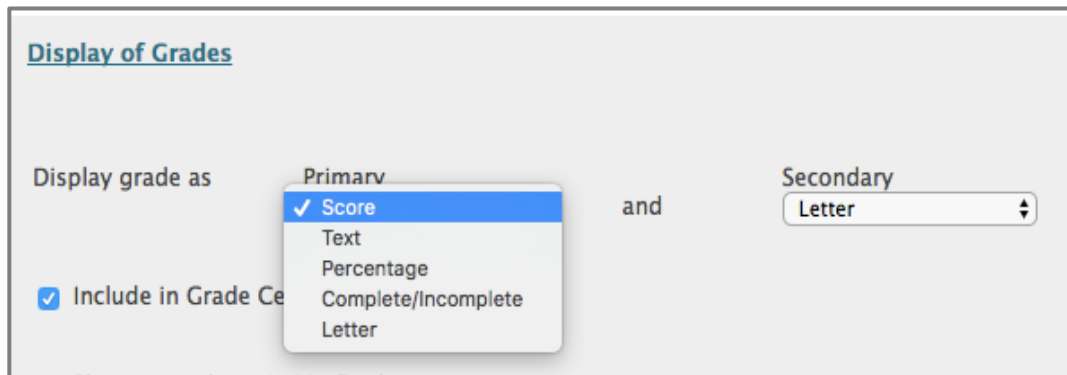 Display of Grades
Display grade as
Primary
✓ Score
Text
Percentage
Complete/Incomplete
Letter
and
Secondary
Letter
Include in Grade Ce